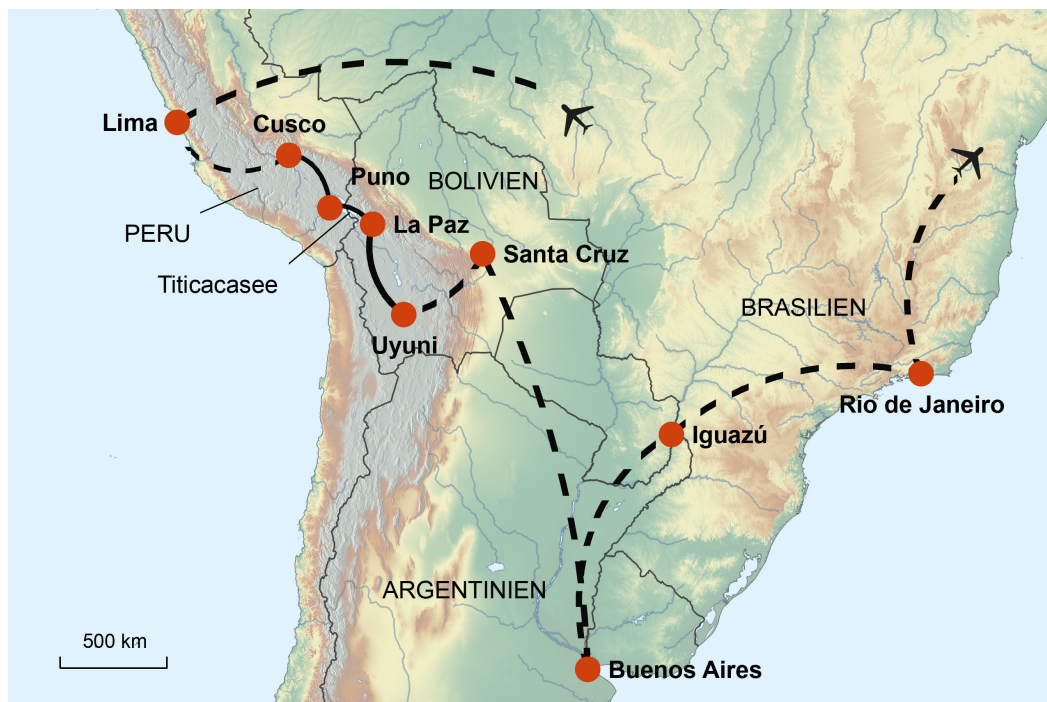 Lima
Cusco
Puno
BOLIVIEN
PERU
La Paz
Titicacasee
Santa Cruz
BRASILIEN
Uyuni
Rio de Janeiro
Iguazú
ARGENTINIEN
500 km
Buenos Aires